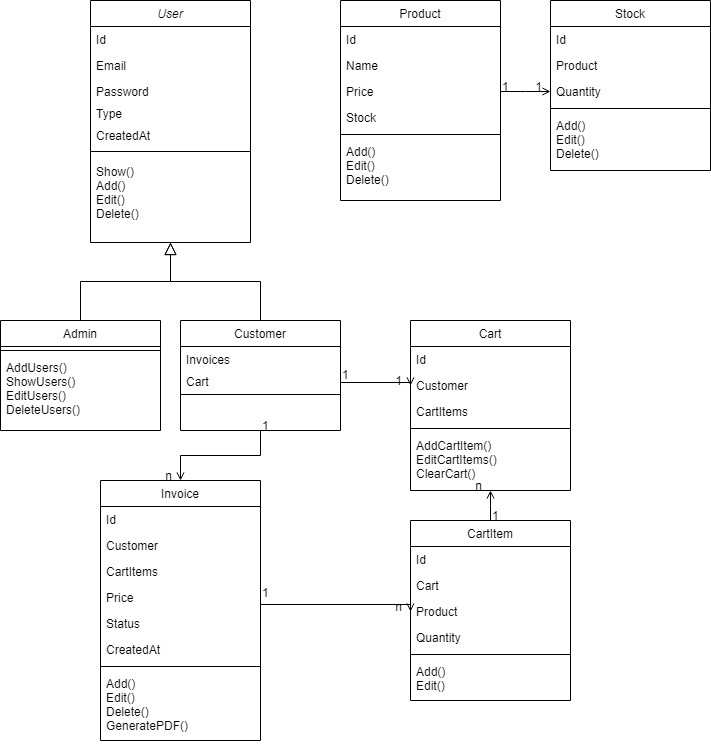 User
Id
Email
Password
Type
CreatedAt
Show()
Add()
Edit()
Delete()
Product
Id
Name
Price
Stock
Add()
Edit()
Delete()
1
1
Stock
Id
Product
Quantity
Add()
Edit()
Delete()
Admin
AddUsers()
ShowUsers()
EditUsers()
DeleteUsers()
Customer
Invoices
Cart
1
1
Cart
Id
Customer
CartItems
AddCartItem()
EditCartItems()
ClearCart()
1
n
n
1
Invoice
Id
Customer
CartItems
Price
Status
CreatedAt
Add()
Edit()
Delete()
GeneratePDF()
1
n
CartItem
Id
Cart
Product
Quantity
Add()
Edit()